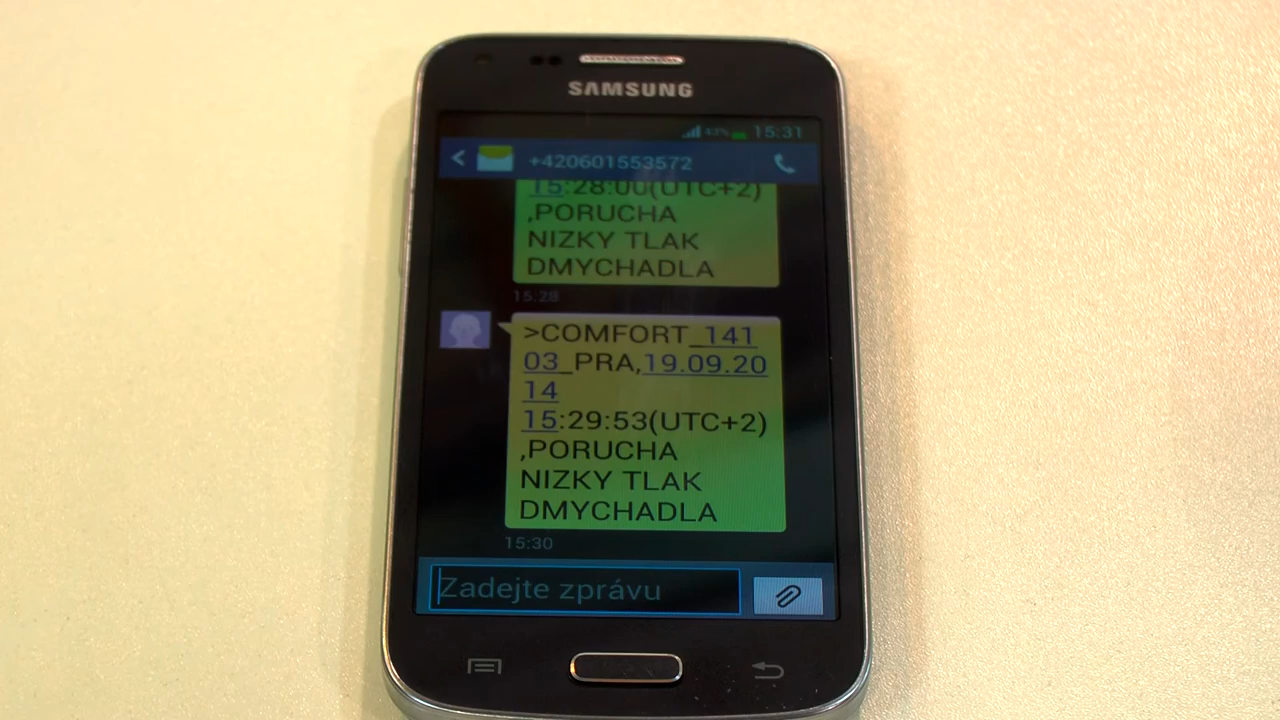 SAMSUNG
43% 15:31
+420601553572
15:28:00(UTC+2)
,PORUCHA
NIZKY TLAK
DMYCHADLA
15:28
>COMFORT_141
03_PRA,19.09.20
14
15:29:53(UTC+2)
,PORUCHA
NIZKY TLAK
DMYCHADLA
15:30
Zadejte zprávu